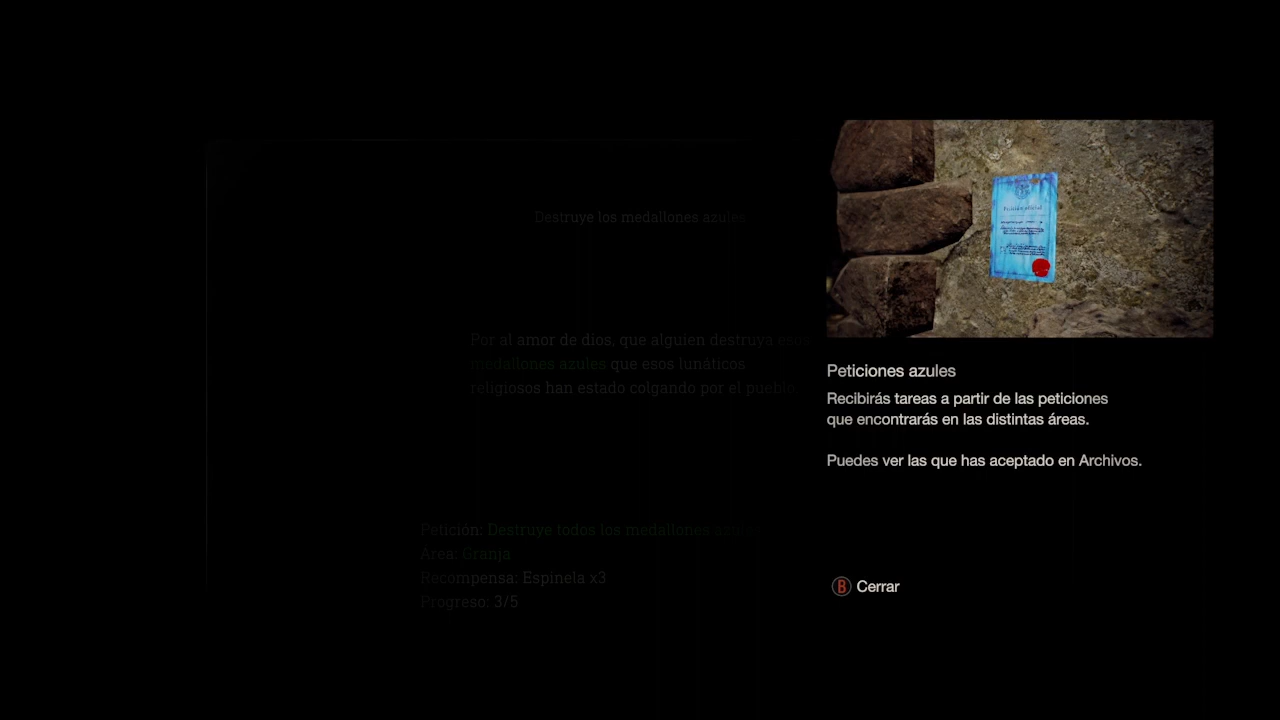 Destruye los medallones azules
Por al amor de dios, que alguien destruya esos
medallones azules que esos lunáticos
religiosos han estado colgando por el pueblo.
Petición: Destruye todos los medallones
Área: Granja
Recompensa: Espinela x3
Progreso: 3/5
Petición oficial
Peticiones azules
Recibirás tareas a partir de las peticiones
que encontrarás en las distintas áreas.
Puedes ver las que has aceptado en Archivos.
B Cerrar